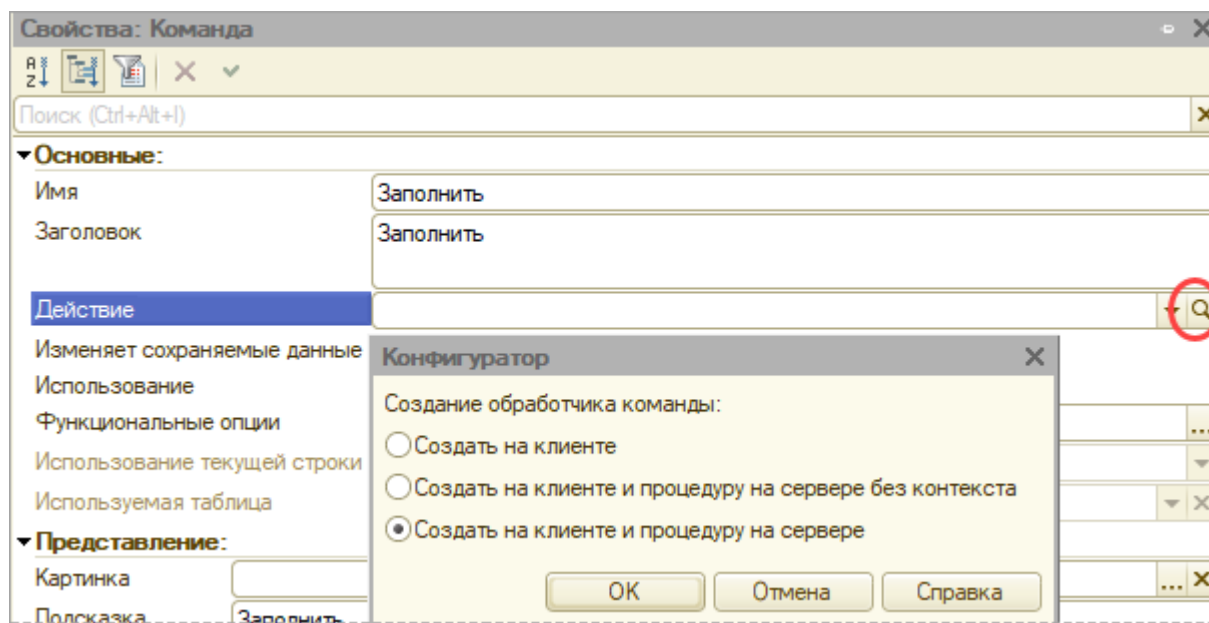 Свойства: Команда
Поиск (Ctrl+Alt+I)
Основные:
Имя
Заполнить
Заголовок
Заполнить
Действие
Изменяет сохраняемые данные
Использование
Функциональные опции
...
Использование текущей строки
Используемая таблица
Конфигуратор
Создание обработчика команды:
Создать на клиенте
Создать на клиенте и процедуру на сервере без контекста
Создать на клиенте и процедуру на сервере
OK Отмена Справка
Представление:
Картинка
...
Подсказка
Заполнить